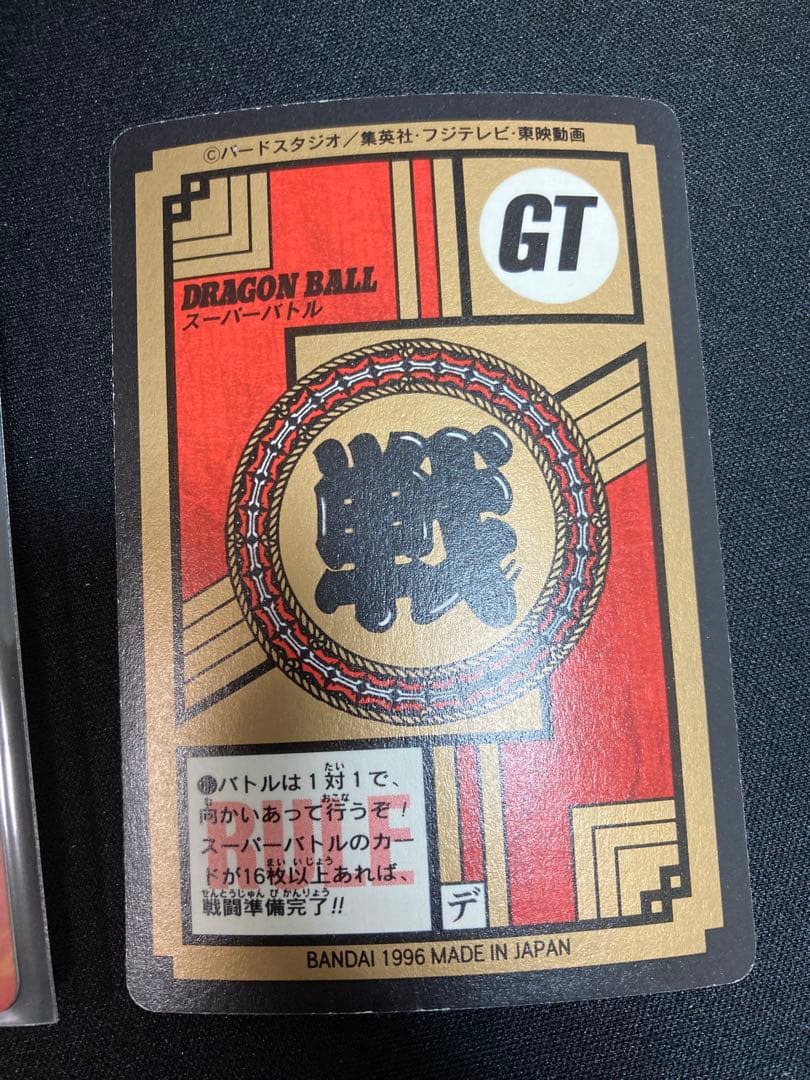 ©バードスタジオ/集英社・フジテレビ・東映動画
GT
DRAGON BALL
スーパーバトル
戦
RULE
バトルは1対1で、
向かいあって行うぞ!
スーパーバトルのカー
ドが16枚以上あれば、
戦闘準備完了!!
デ
BANDAI 1996 MADE IN JAPAN